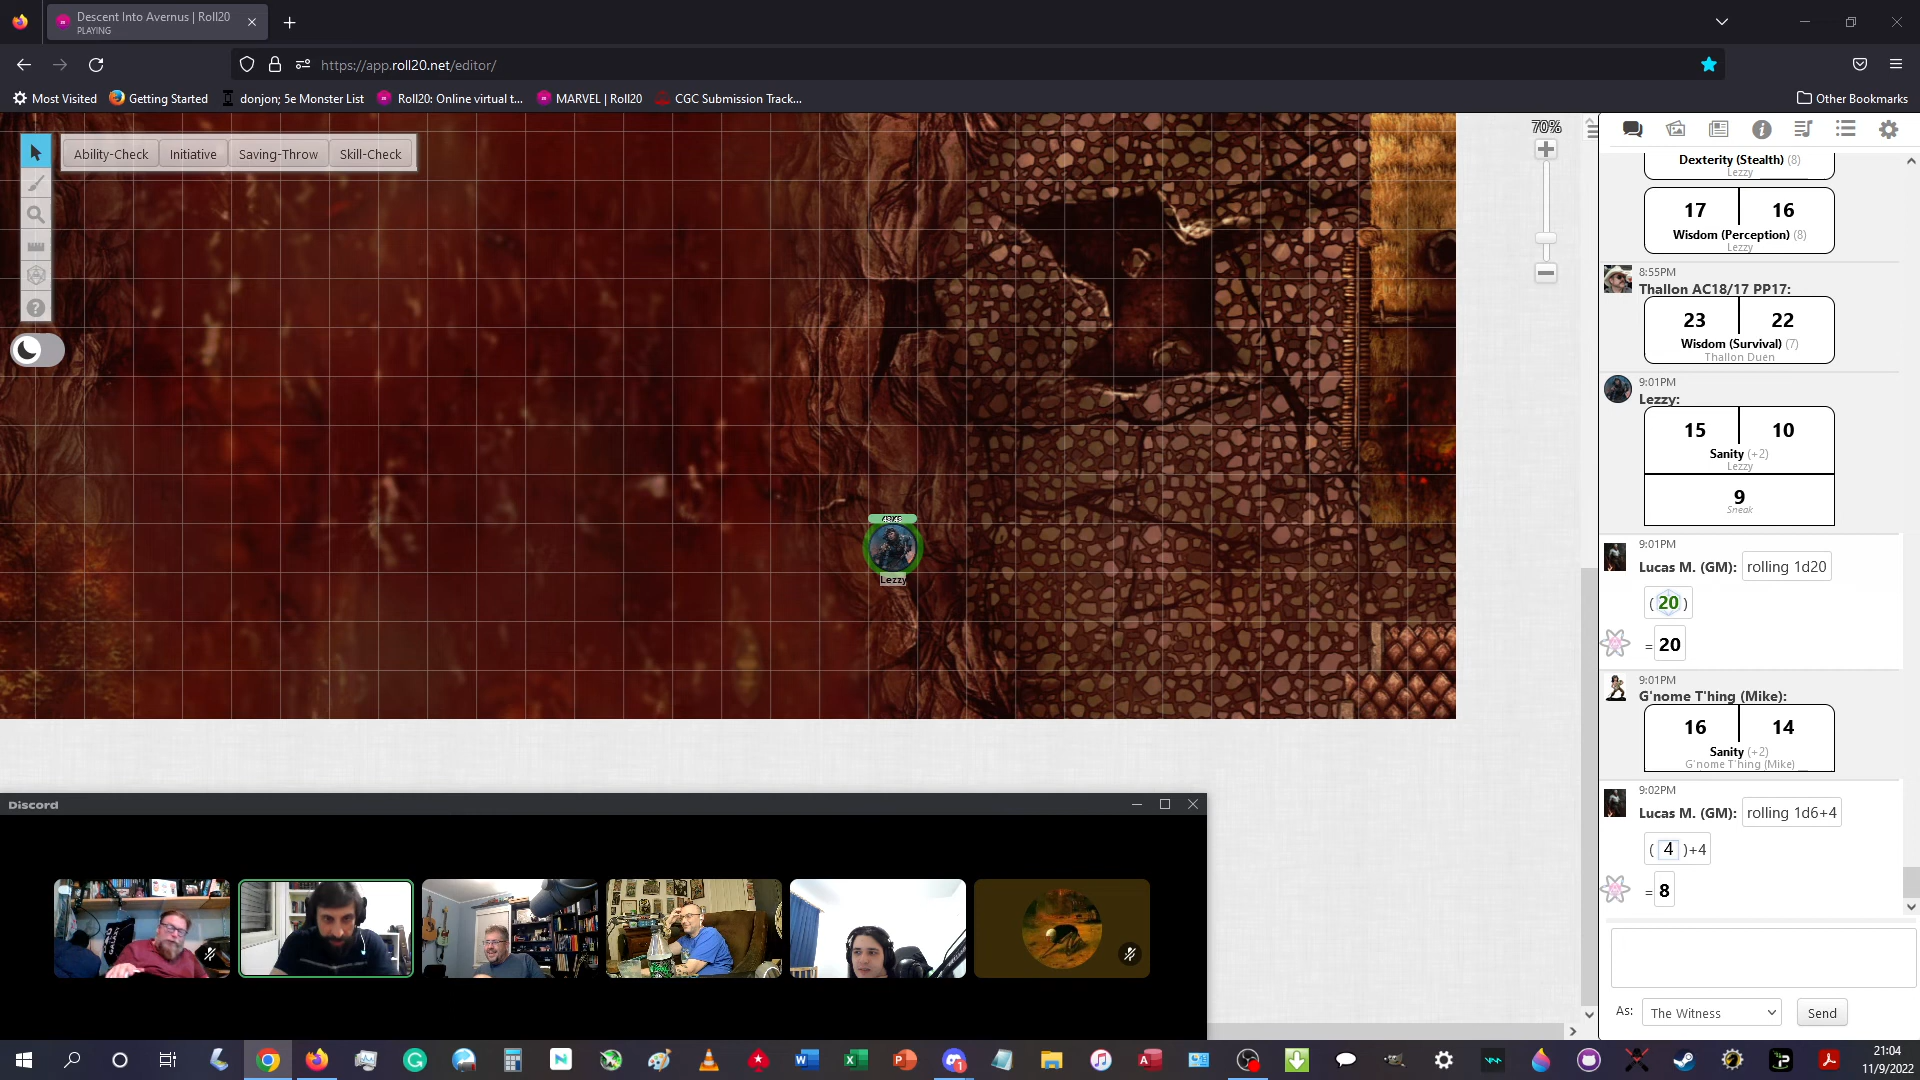 Descent Into Avernus | Roll20
PLAYING
https://app.roll20.net/editor/
Most Visited
Getting Started
donjon; 5e Monster List
Roll20: Online virtual t...
MARVEL | Roll20
CGC Submission Track...
Other Bookmarks
Ability-Check
Initiative
Saving-Throw
Skill-Check
70%
Lezzy
Dexterity (Stealth) (8)
Lezzy
17 16
Wisdom (Perception) (8)
Lezzy
8:55PM
Thallon AC18/17 PP17:
23 22
Wisdom (Survival) (7)
Thallon Duen
9:01PM
Lezzy:
15 10
Sanity (+2)
Lezzy
9
Sneak
9:01PM
Lucas M. (GM): rolling 1d20
(20)
=20
9:01PM
G'nome T'hing (Mike):
16 14
Sanity (+2)
G'nome T'hing (Mike)
9:02PM
Lucas M. (GM): rolling 1d6+4
(4)+4
=8
As: The Witness
Send
Discord
21:04
11/9/2022